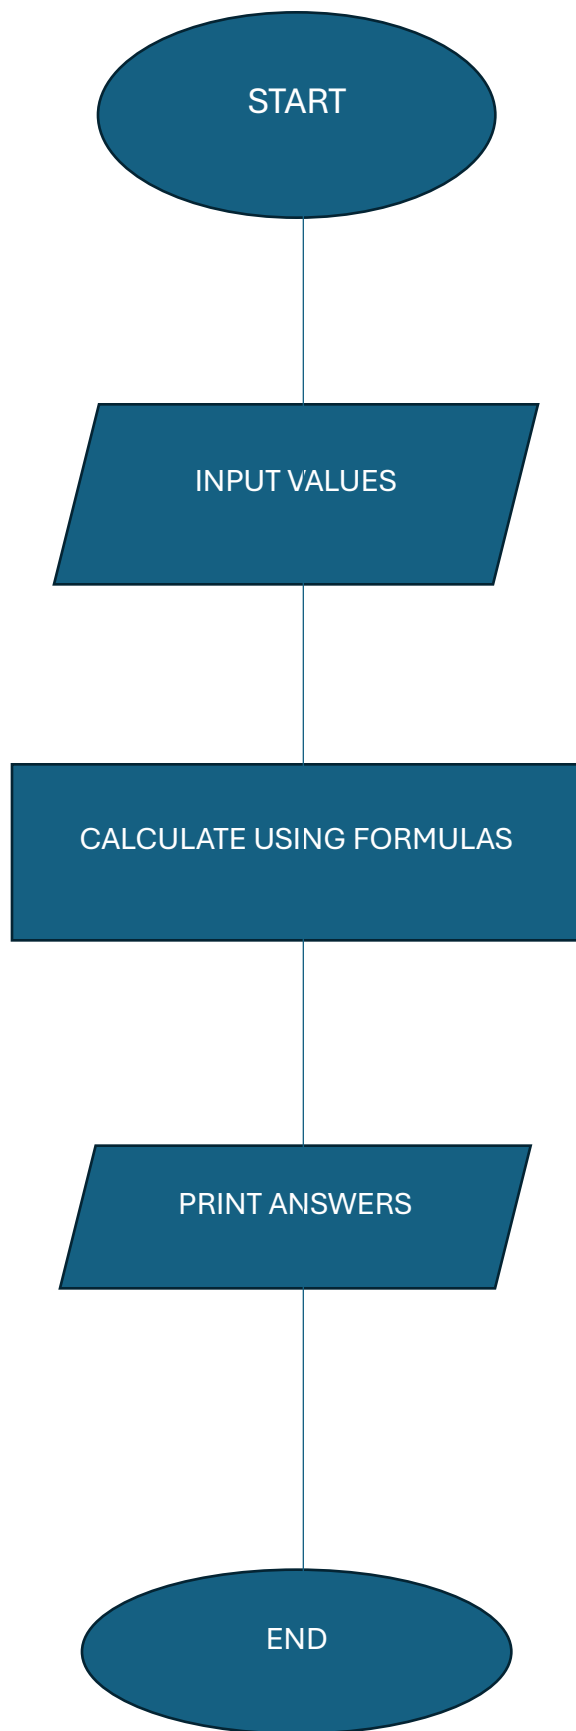 START
INPUT VALUES
CALCULATE USING FORMULAS
PRINT ANSWERS
END